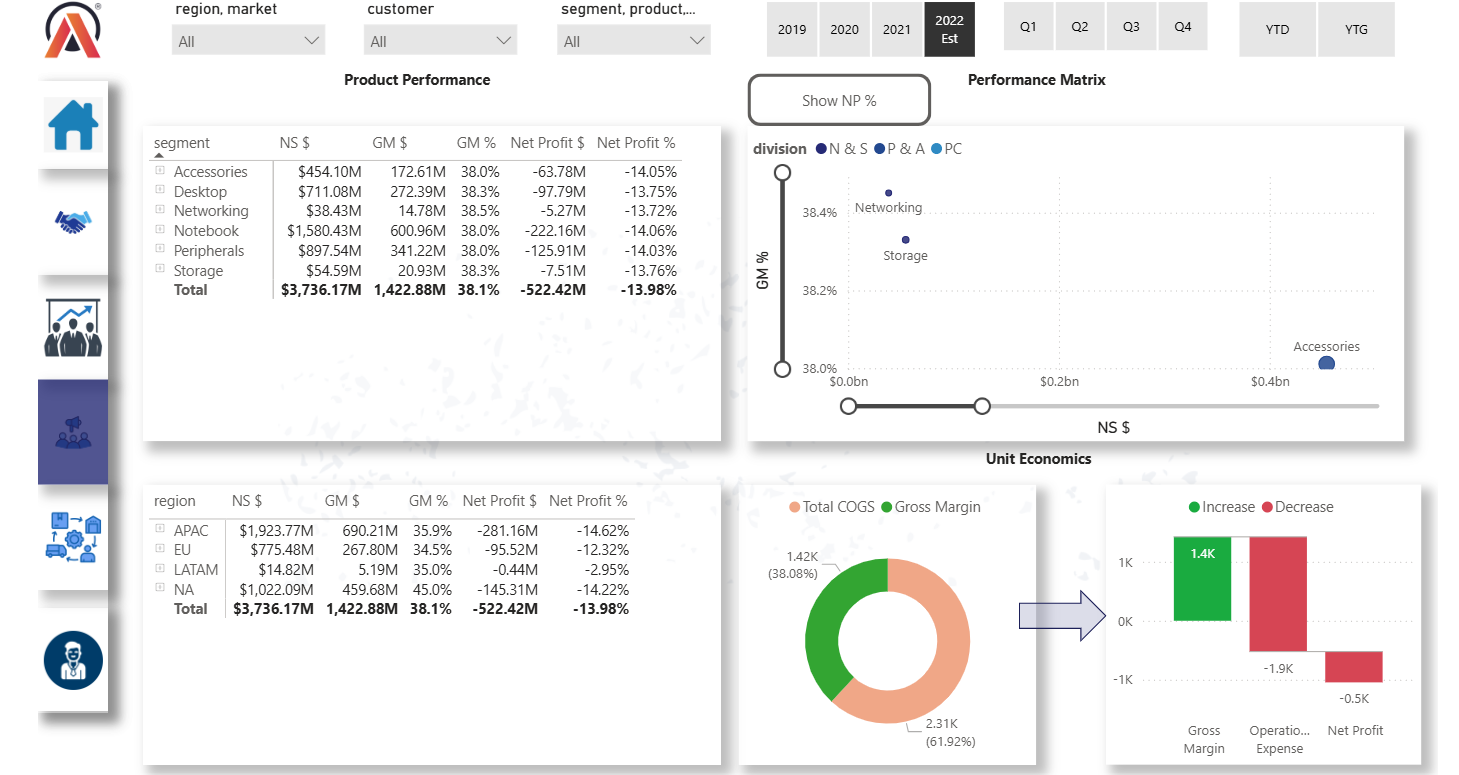 region, market
customer
segment, product,...
All
All
All
2019
2020
2021
2022 Est
Q1
Q2
Q3
Q4
YTD
YTG
Product Performance
Performance Matrix
Show NP %
segment NS $ GM $ GM % Net Profit $ Net Profit %
Accessories $454.10M 172.61M 38.0% -63.78M -14.05%
Desktop $711.08M 272.39M 38.3% -97.79M -13.75%
Networking $38.43M 14.78M 38.5% -5.27M -13.72%
Notebook $1,580.43M 600.96M 38.0% -222.16M -14.06%
Peripherals $897.54M 341.22M 38.0% -125.91M -14.03%
Storage $54.59M 20.93M 38.3% -7.51M -13.76%
Total $3,736.17M 1,422.88M 38.1% -522.42M -13.98%
division N & S P & A PC
GM %
38.4%
38.2%
38.0%
Networking
Storage
Accessories
$0.0bn $0.2bn $0.4bn
NS $
Unit Economics
region NS $ GM $ GM % Net Profit $ Net Profit %
APAC $1,923.77M 690.21M 35.9% -281.16M -14.62%
EU $775.48M 267.80M 34.5% -95.52M -12.32%
LATAM $14.82M 5.19M 35.0% -0.44M -2.95%
NA $1,022.09M 459.68M 45.0% -145.31M -14.22%
Total $3,736.17M 1,422.88M 38.1% -522.42M -13.98%
Total COGS Gross Margin
1.42K
(38.08%)
2.31K
(61.92%)
Increase Decrease
1K
0K
-1K
1.4K
-1.9K
-0.5K
Gross Margin
Operatio... Expense
Net Profit